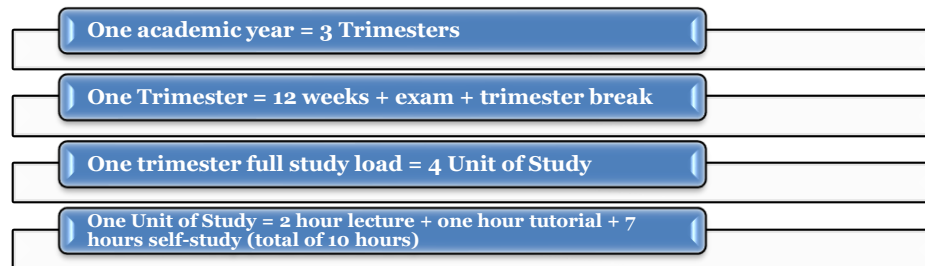 One academic year = 3 Trimesters
One Trimester = 12 weeks + exam + trimester break
One trimester full study load = 4 Unit of Study
One Unit of Study = 2 hour lecture + one hour tutorial + 7
hours self-study (total of 10 hours)